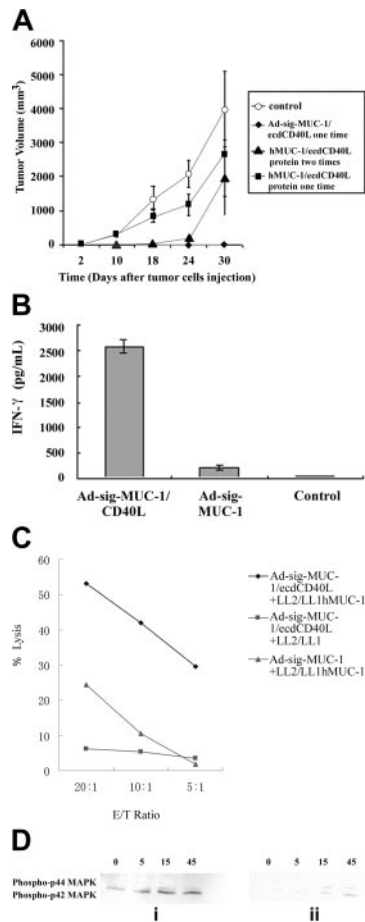 A
Tumor Volume (mm³)
6000
5000
4000
3000
2000
1000
0
2 10 18 24 30
Time (Days after tumor cells injection)
control
Ad-sig-MUC-1/
ecdCD40L one time
hMUC-1/ecdCD40L
protein two times
hMUC-1/ecdCD40L
protein one time
B
IFN-γ (pg/mL)
3000
2500
2000
1500
1000
500
0
Ad-sig-MUC-1/
CD40L
Ad-sig-
MUC-1
Control
C
% Lysis
60
50
40
30
20
10
0
20:1 10:1 5:1
E/T Ratio
Ad-sig-MUC-
1/ecdCD40L
+LL2/LL1hMUC-1
Ad-sig-MUC-
1/ecdCD40L
+LL2/LL1
Ad-sig-MUC-1
+LL2/LL1hMUC-1
D
0 5 15 45 0 5 15 45
Phospho-p44 MAPK
Phospho-p42 MAPK
i ii